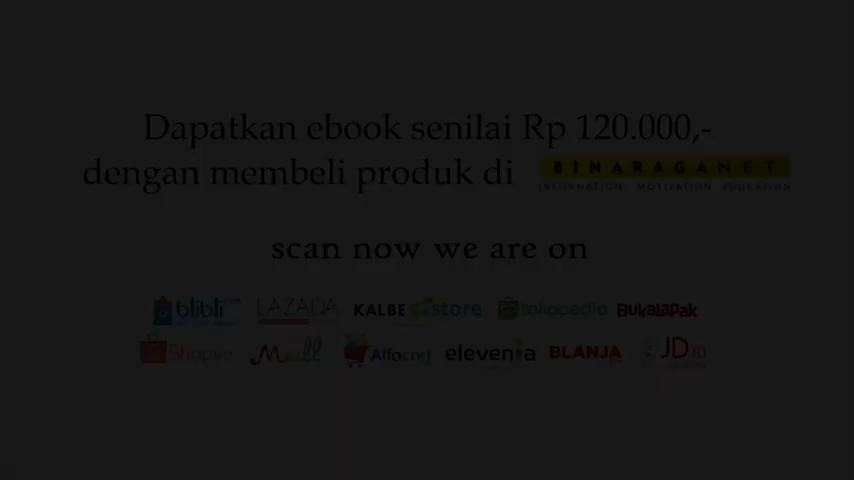 Dapatkan ebook senilai Rp 120.000,-
dengan membeli produk di BINARAGANET
INFORMATION MOTIVATION EDUCATION
scan now we are on
blibli LAZADA KALBE store tokopedia BukaLapak
Shopee Alfacart elevenia BLANJA JD.ID